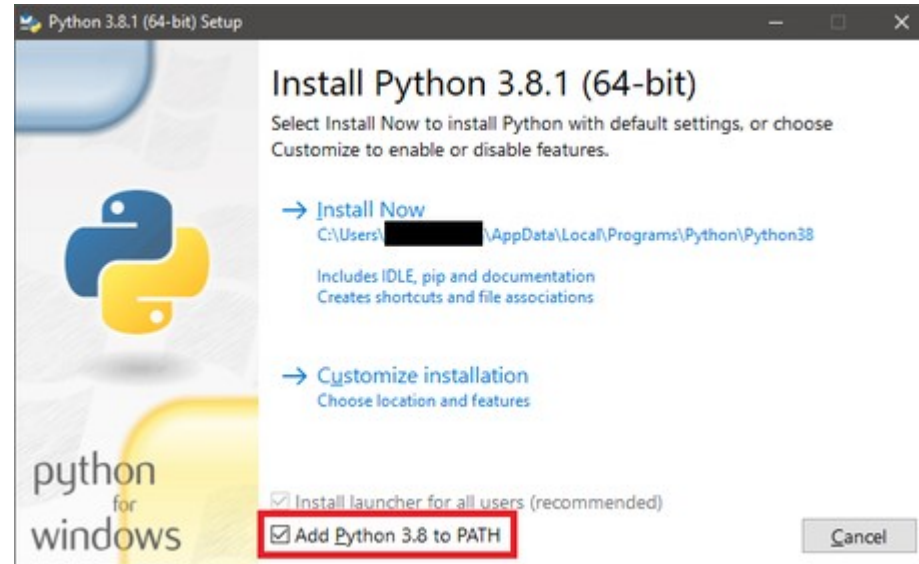 Python 3.8.1 (64-bit) Setup
Install Python 3.8.1 (64-bit)
Select Install Now to install Python with default settings, or choose
Customize to enable or disable features.
Install Now
C:\Users\ \AppData\Local\Programs\Python\Python38
Includes IDLE, pip and documentation
Creates shortcuts and file associations
Customize installation
Choose location and features
python
for
windows
Install launcher for all users (recommended)
Add Python 3.8 to PATH
Cancel